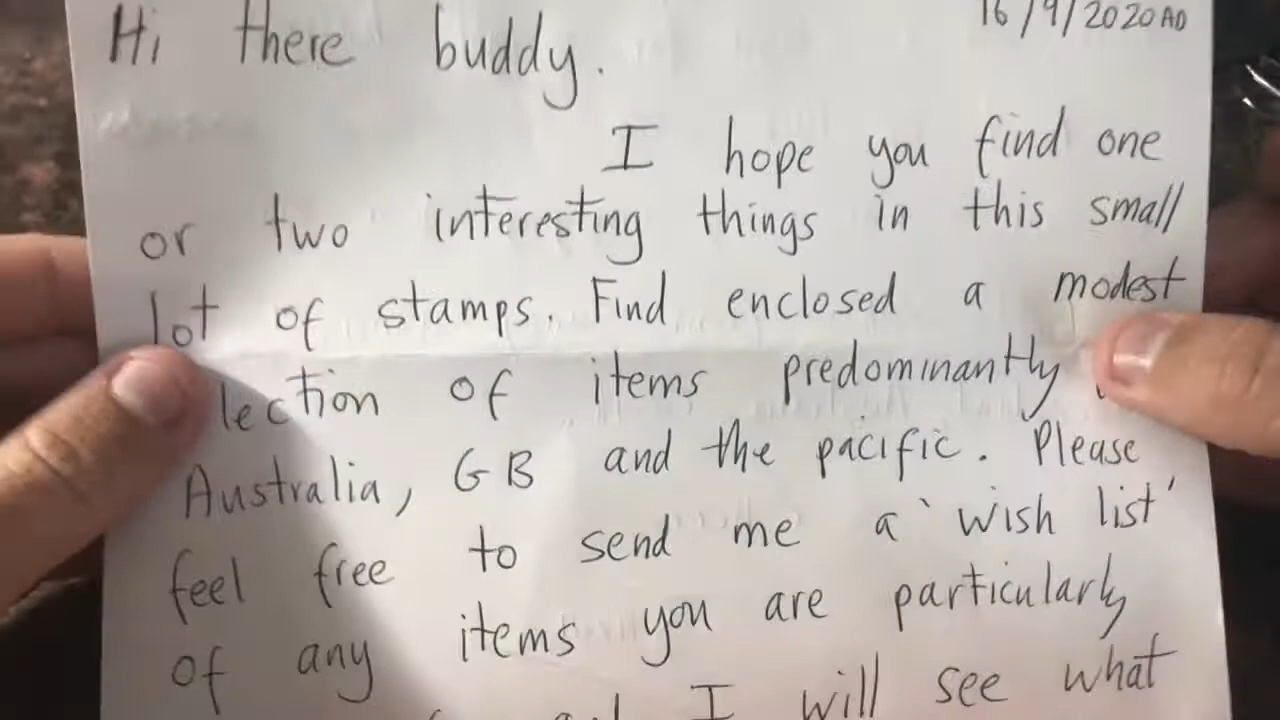 16/9/2020 AD
Hi there buddy.
I hope you find one
or two interesting things in this small
lot of stamps. Find enclosed a modest
lection of items predominantly
Australia, GB and the pacific. Please
feel free to send me a 'wish list'
of any items you are particularly
I will see what